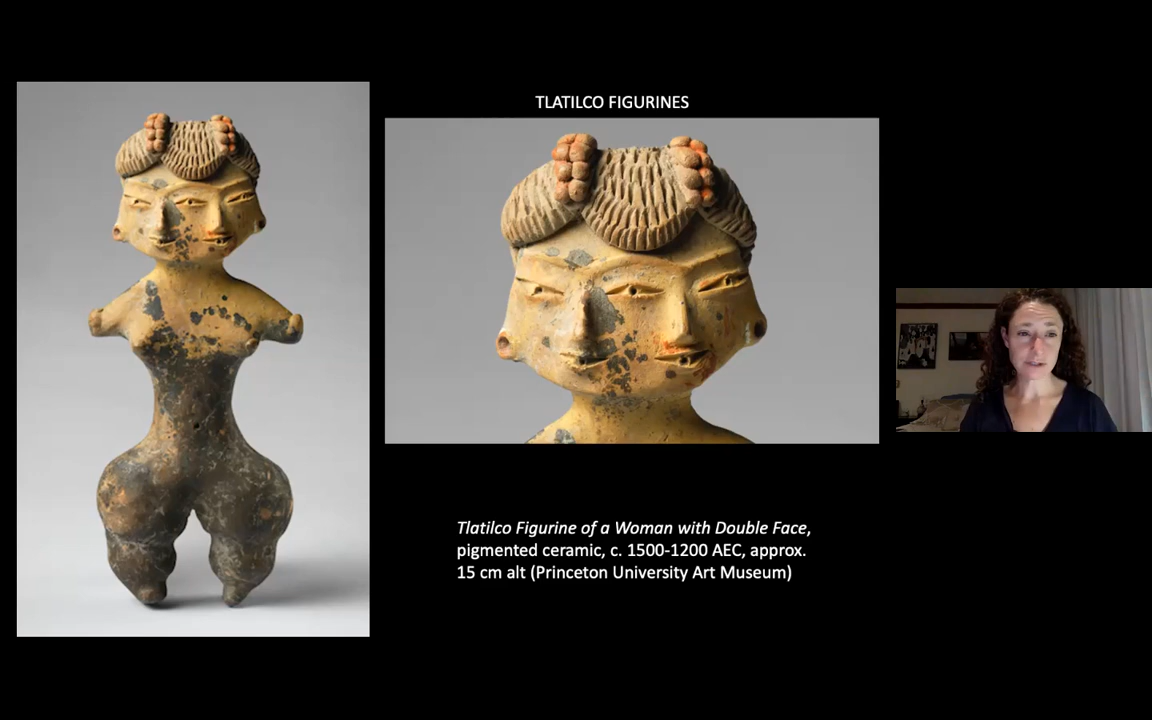 TLATILCO FIGURINES
Tlatilco Figurine of a Woman with Double Face,
pigmented ceramic, c. 1500-1200 AEC, approx.
15 cm alt (Princeton University Art Museum)